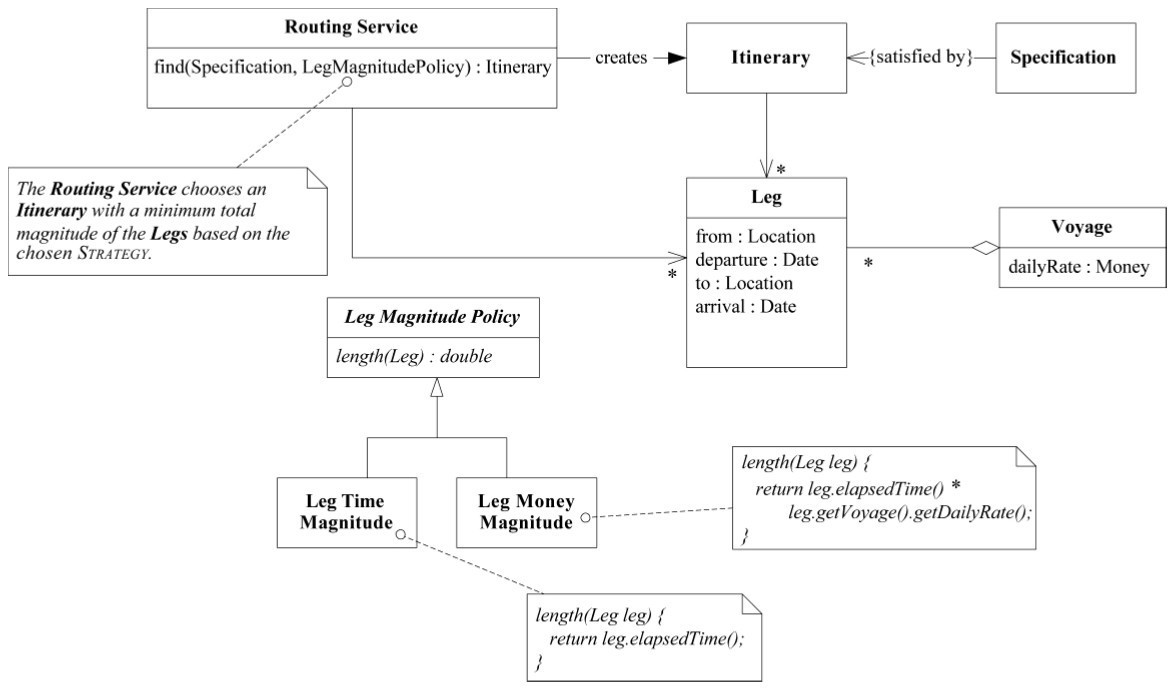 Routing Service
find(Specification, LegMagnitudePolicy) : Itinerary
creates
Itinerary
{satisfied by}
Specification
The Routing Service chooses an
Itinerary with a minimum total
magnitude of the Legs based on the
chosen STRATEGY.
*
*
Leg
from : Location
departure : Date
to : Location
arrival : Date
*
Voyage
dailyRate : Money
Leg Magnitude Policy
length(Leg) : double
Leg Time
Magnitude
Leg Money
Magnitude
length(Leg leg) {
return leg.elapsedTime() *
leg.getVoyage().getDailyRate();
}
length(Leg leg) {
return leg.elapsedTime();
}